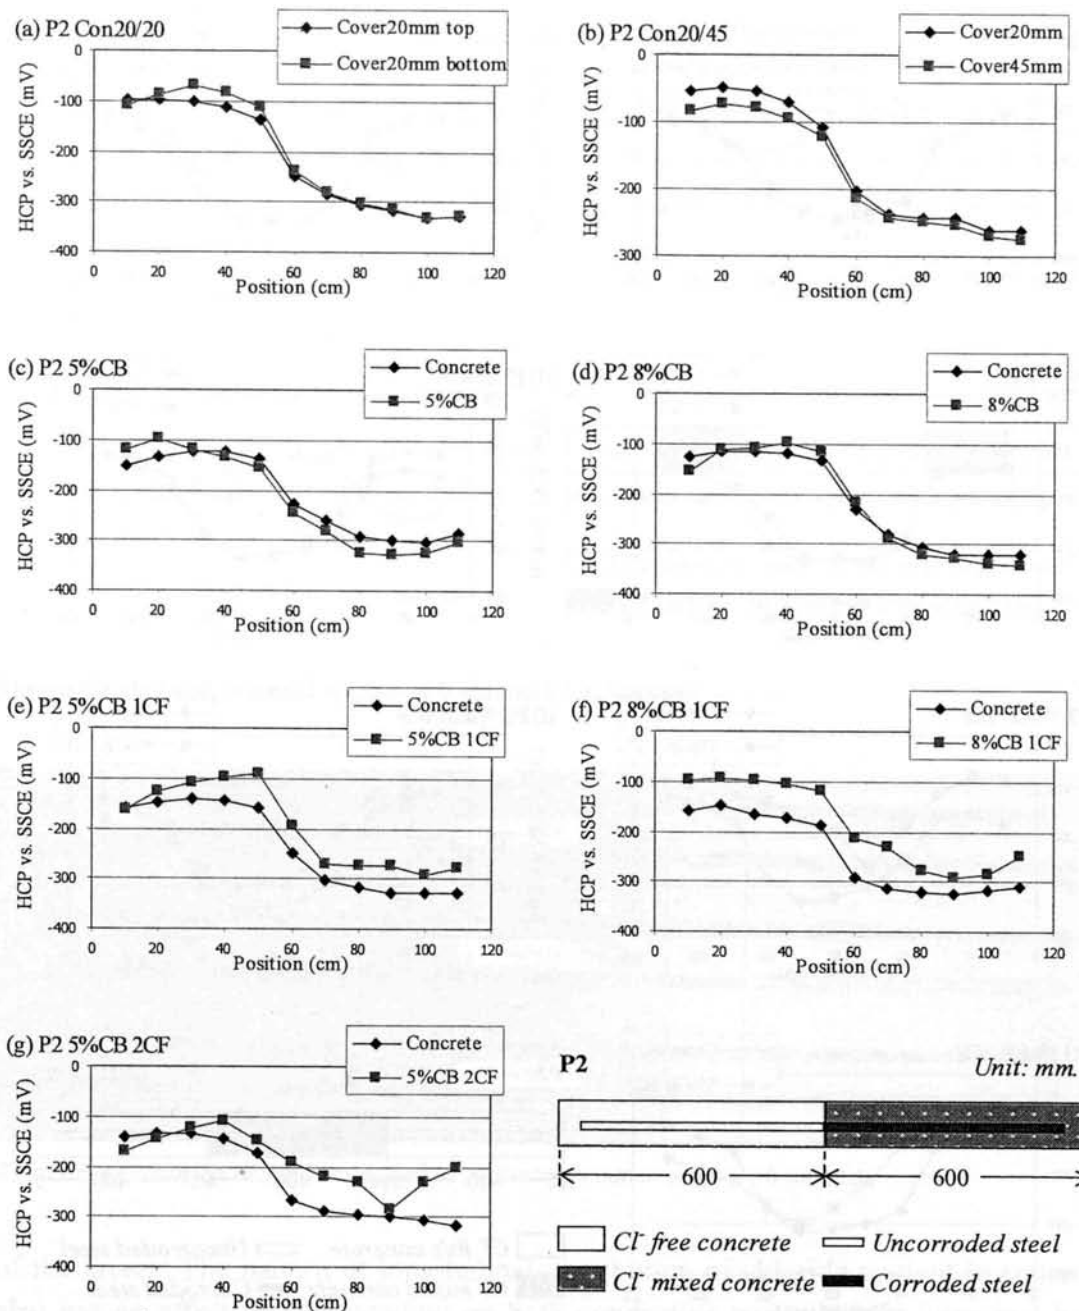 (a) P2 Con20/20
Cover20mm top
Cover20mm bottom
HCP vs. SSCE (mV)
0
-100
-200
-300
-400
0 20 40 60 80 100 120
Position (cm)
(b) P2 Con20/45
Cover20mm
Cover45mm
HCP vs. SSCE (mV)
0
-100
-200
-300
0 20 40 60 80 100 120
Position (cm)
(c) P2 5%CB
Concrete
5%CB
HCP vs. SSCE (mV)
0
-100
-200
-300
-400
0 20 40 60 80 100 120
Position (cm)
(d) P2 8%CB
Concrete
8%CB
HCP vs. SSCE (mV)
0
-100
-200
-300
-400
0 20 40 60 80 100 120
Position (cm)
(e) P2 5%CB 1CF
Concrete
5%CB 1CF
HCP vs. SSCE (mV)
0
-100
-200
-300
-400
0 20 40 60 80 100 120
Position (cm)
(f) P2 8%CB 1CF
Concrete
8%CB 1CF
HCP vs. SSCE (mV)
0
-100
-200
-300
-400
0 20 40 60 80 100 120
Position (cm)
(g) P2 5%CB 2CF
Concrete
5%CB 2CF
HCP vs. SSCE (mV)
0
-100
-200
-300
-400
0 20 40 60 80 100 120
Position (cm)
P2
Unit: mm.
600 600
Cl⁻ free concrete
Uncorroded steel
Cl⁻ mixed concrete
Corroded steel